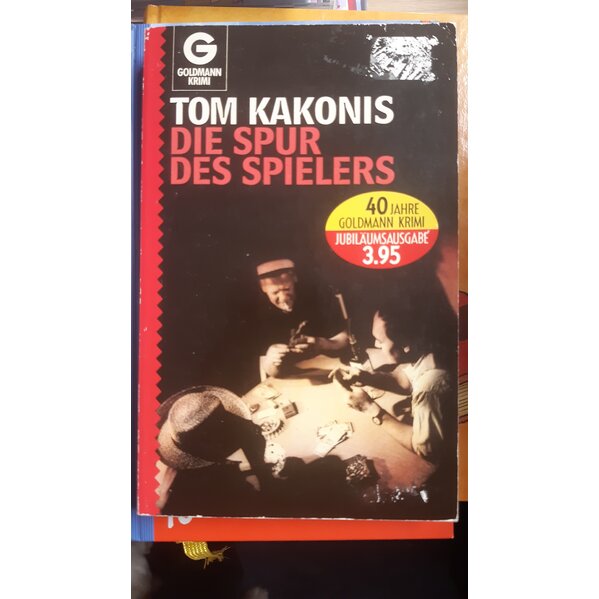 G
GOLDMANN
KRIMI
TOM KAKONIS
DIE SPUR
DES SPIELERS
40 JAHRE
GOLDMANN KRIMI
JUBILÄUMSAUSGABE
3.95